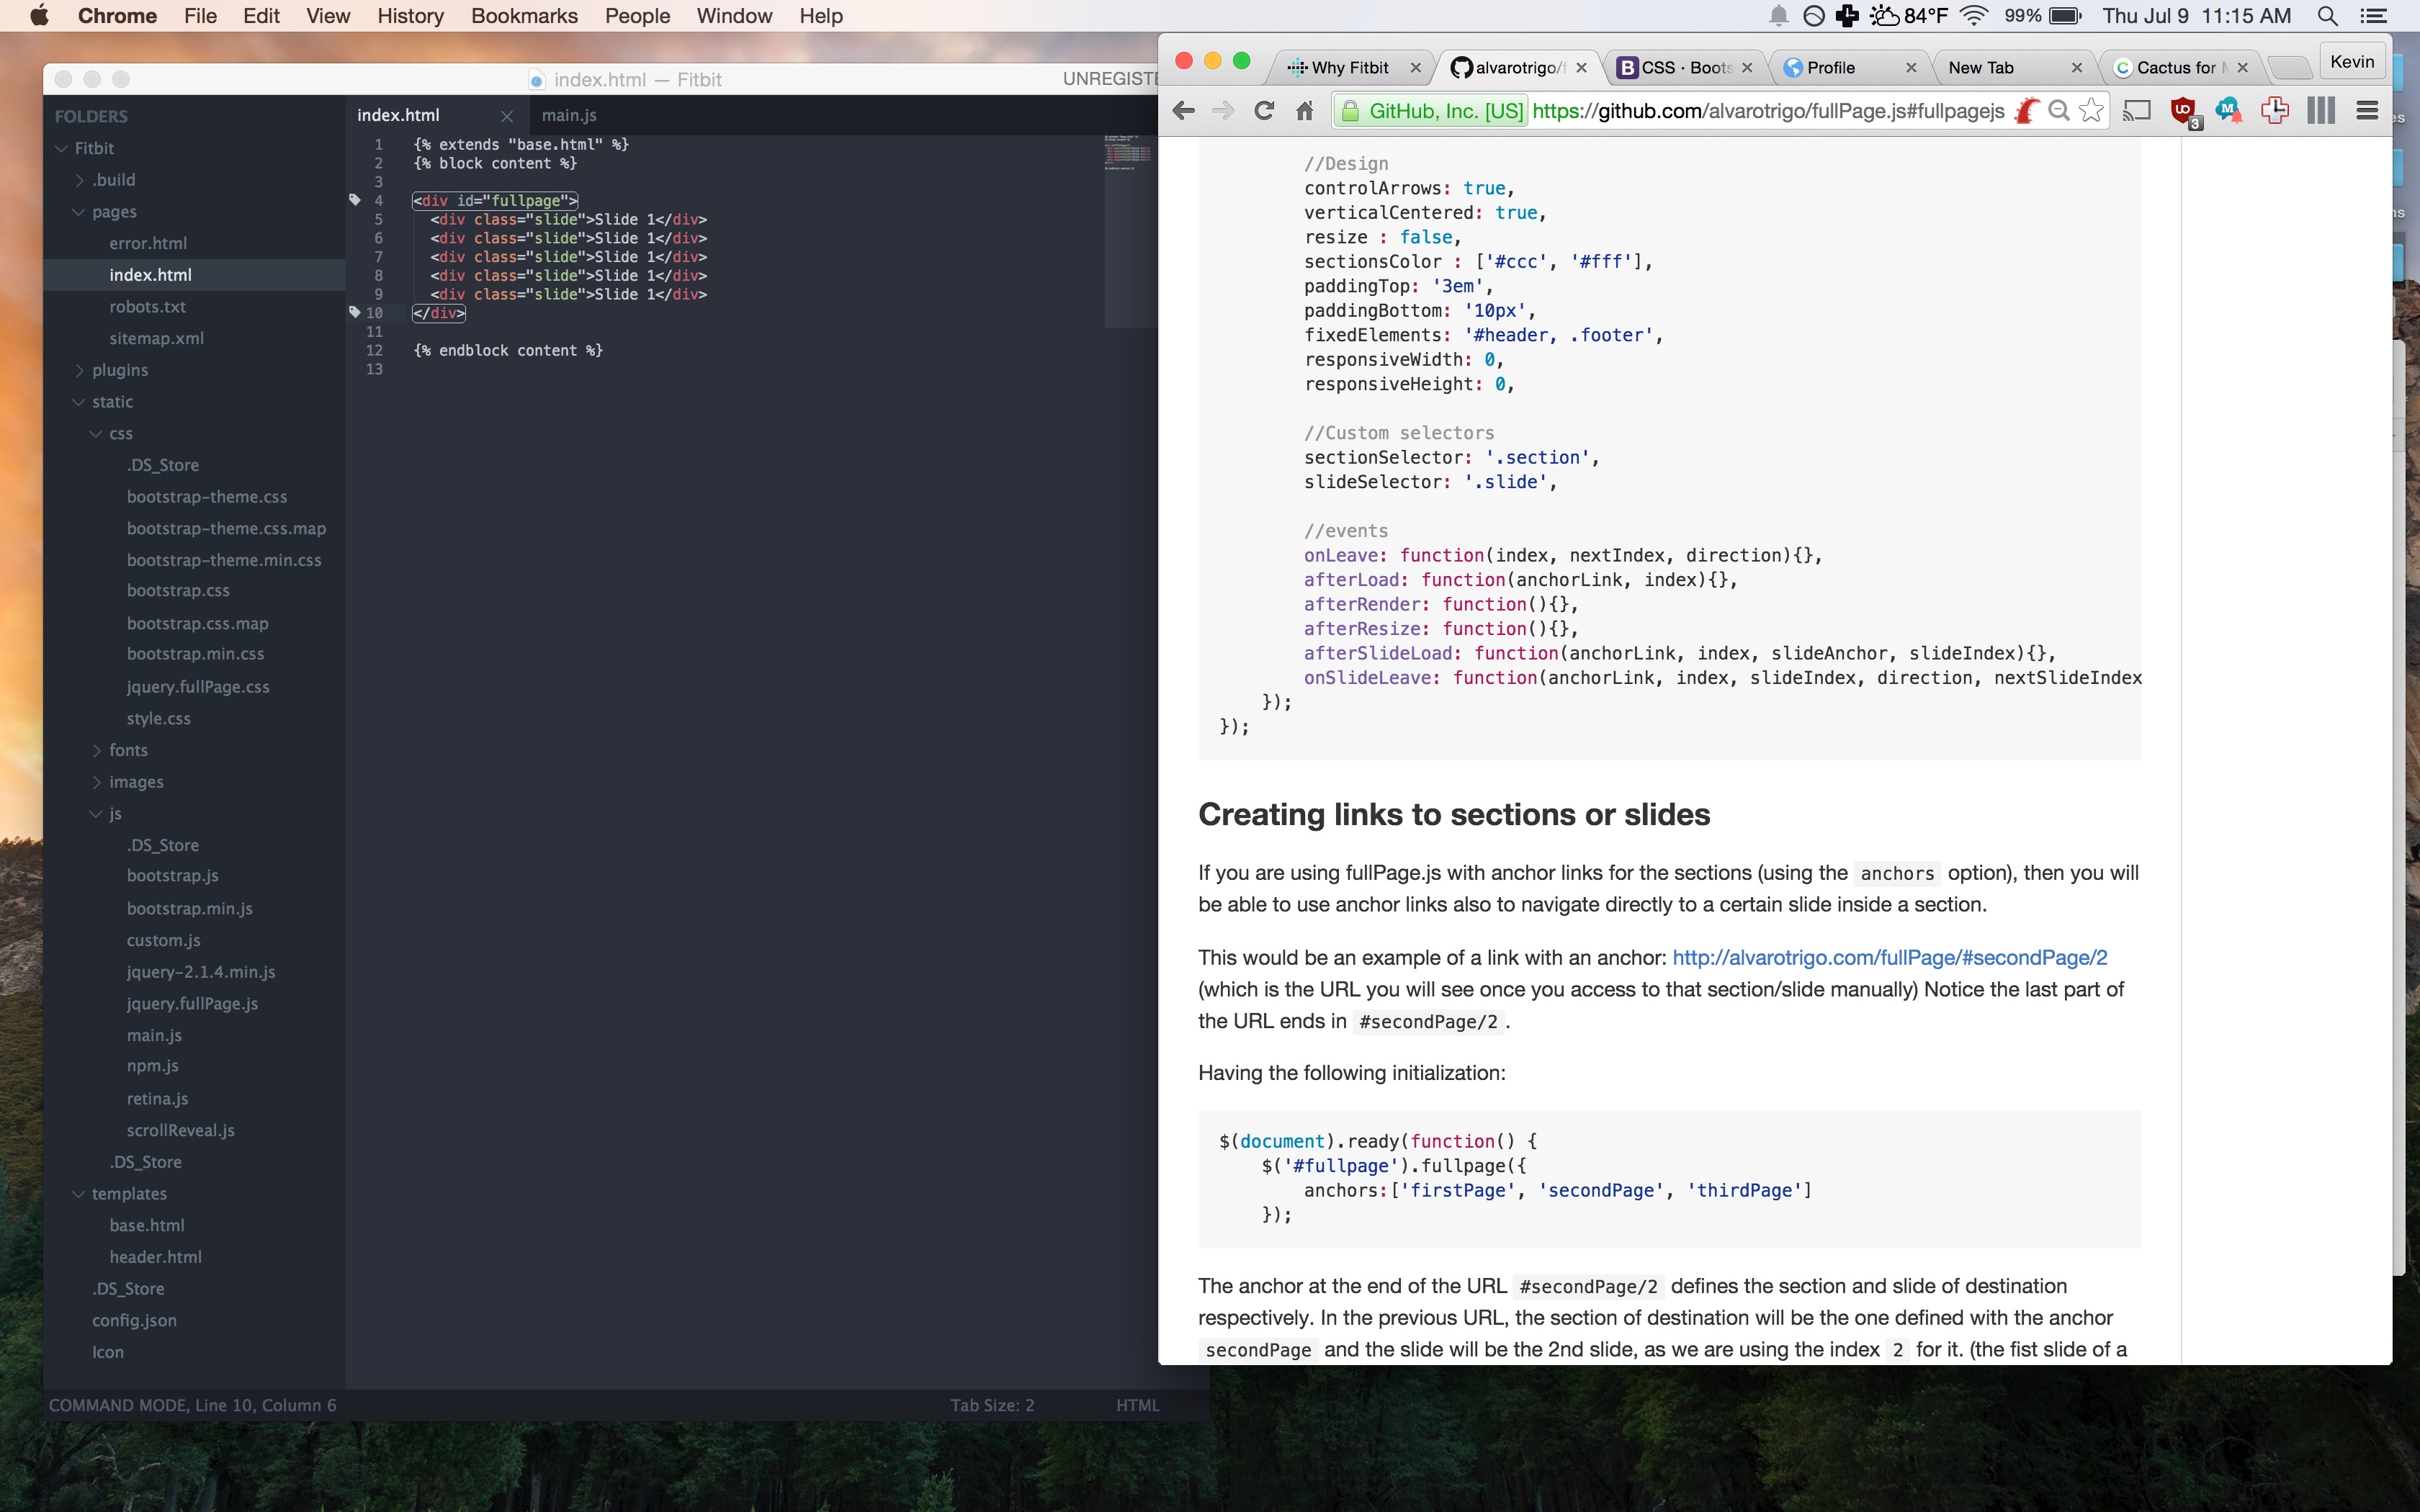 Chrome File Edit View History Bookmarks People Window Help
84°F 99% Thu Jul 9 11:15 AM
index.html — Fitbit
UNREGISTE
FOLDERS
Fitbit
.build
pages
error.html
index.html
robots.txt
sitemap.xml
plugins
static
css
.DS_Store
bootstrap-theme.css
bootstrap-theme.css.map
bootstrap-theme.min.css
bootstrap.css
bootstrap.css.map
bootstrap.min.css
jquery.fullPage.css
style.css
fonts
images
js
.DS_Store
bootstrap.js
bootstrap.min.js
custom.js
jquery-2.1.4.min.js
jquery.fullPage.js
main.js
npm.js
retina.js
scrollReveal.js
.DS_Store
templates
base.html
header.html
.DS_Store
config.json
Icon
index.html main.js
1 {% extends "base.html" %}
2 {% block content %}
3
4 <div id="fullpage">
5 <div class="slide">Slide 1</div>
6 <div class="slide">Slide 1</div>
7 <div class="slide">Slide 1</div>
8 <div class="slide">Slide 1</div>
9 <div class="slide">Slide 1</div>
10 </div>
11
12 {% endblock content %}
13
COMMAND MODE, Line 10, Column 6
Tab Size: 2
HTML
Why Fitbit
alvarotrigo/
CSS · Boots
Profile
New Tab
Cactus for
Kevin
GitHub, Inc. [US] https://github.com/alvarotrigo/fullPage.js#fullpagejs
3
//Design
controlArrows: true,
verticalCentered: true,
resize : false,
sectionsColor : ['#ccc', '#fff'],
paddingTop: '3em',
paddingBottom: '10px',
fixedElements: '#header, .footer',
responsiveWidth: 0,
responsiveHeight: 0,
//Custom selectors
sectionSelector: '.section',
slideSelector: '.slide',
//events
onLeave: function(index, nextIndex, direction){},
afterLoad: function(anchorLink, index){},
afterRender: function(){},
afterResize: function(){},
afterSlideLoad: function(anchorLink, index, slideAnchor, slideIndex){},
onSlideLeave: function(anchorLink, index, slideIndex, direction, nextSlideIndex
});
});
Creating links to sections or slides
If you are using fullPage.js with anchor links for the sections (using the anchors option), then you will
be able to use anchor links also to navigate directly to a certain slide inside a section.
This would be an example of a link with an anchor: http://alvarotrigo.com/fullPage/#secondPage/2
(which is the URL you will see once you access to that section/slide manually) Notice the last part of
the URL ends in #secondPage/2 .
Having the following initialization:
$(document).ready(function() {
$('#fullpage').fullpage({
anchors:['firstPage', 'secondPage', 'thirdPage']
});
The anchor at the end of the URL #secondPage/2 defines the section and slide of destination
respectively. In the previous URL, the section of destination will be the one defined with the anchor
secondPage and the slide will be the 2nd slide, as we are using the index 2 for it. (the fist slide of a